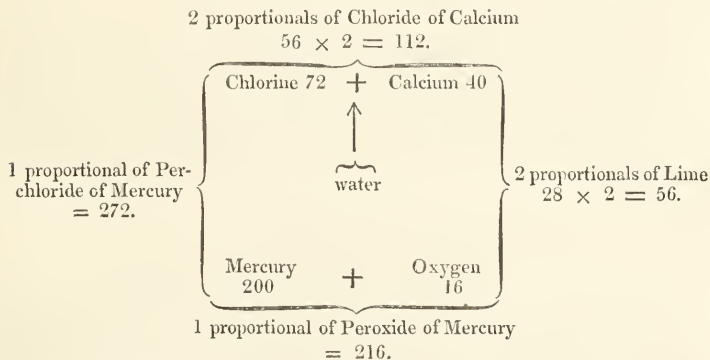 2 proportionals of Chloride of Calcium
56 × 2 = 112.
Chlorine 72 + Calcium 40
1 proportional of Per-
chloride of Mercury
= 272.
water
2 proportionals of Lime
28 × 2 = 56.
Mercury
200
+
Oxygen
16
1 proportional of Peroxide of Mercury
= 216.